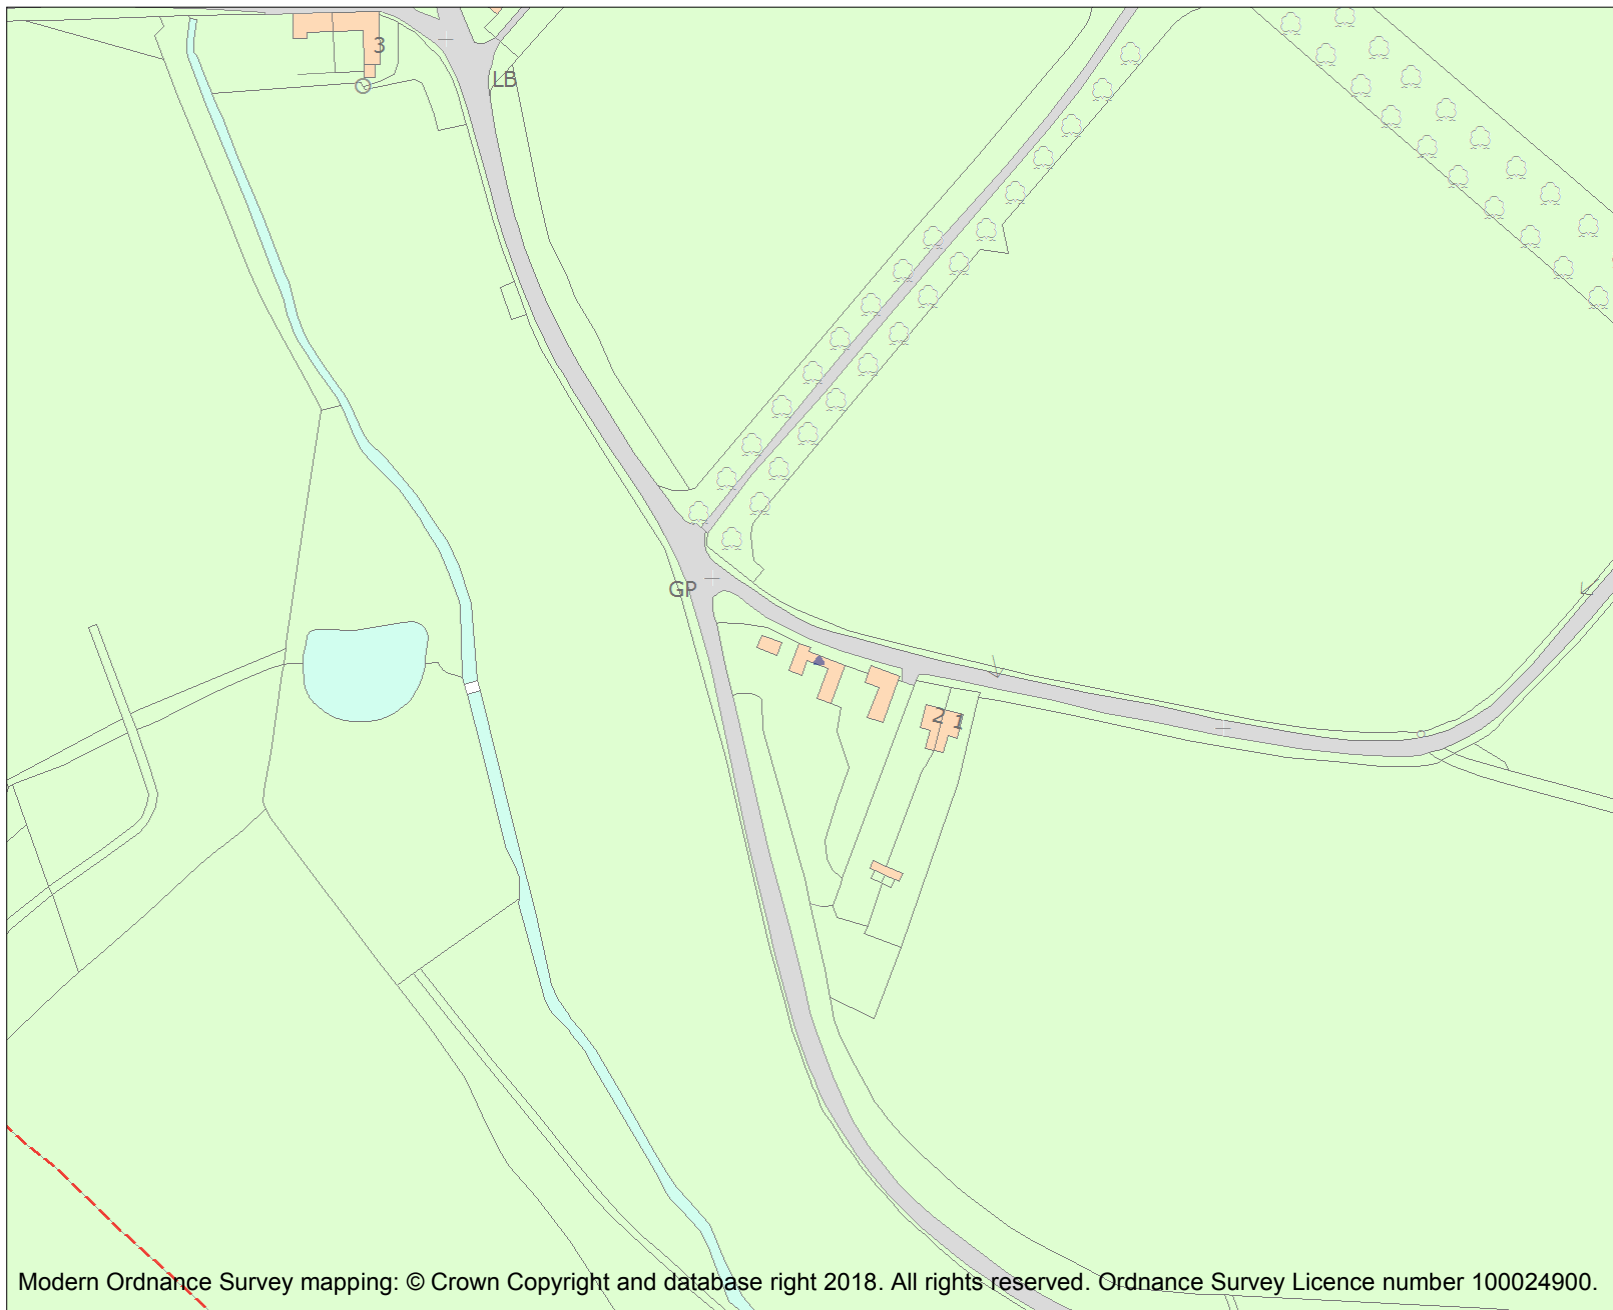 3
LB
GP
2 1
Modern Ordnance Survey mapping: © Crown Copyright and database right 2018. All rights reserved. Ordnance Survey Licence number 100024900.